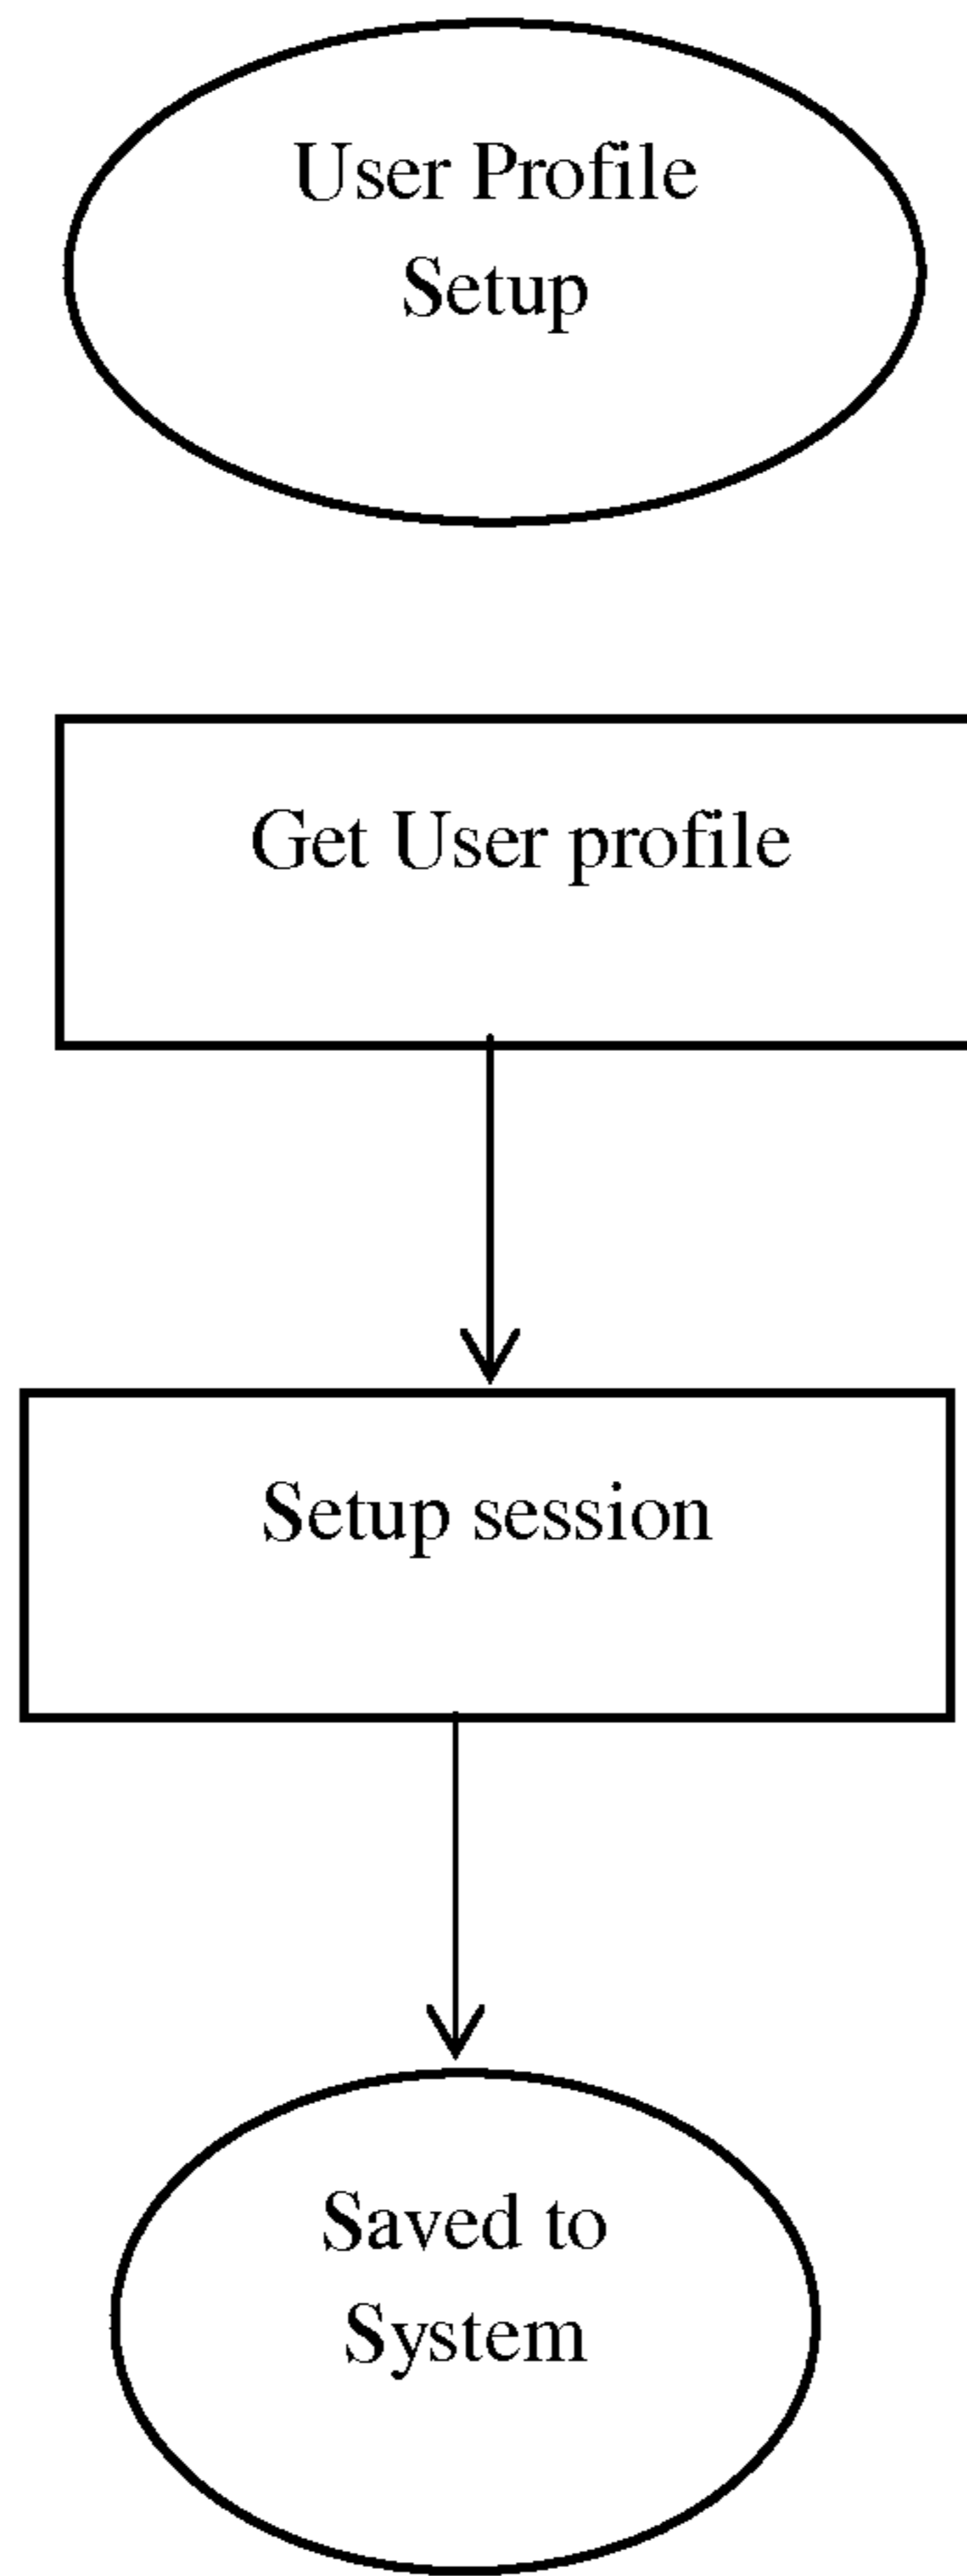 User Profile
Setup
Get User profile
Setup session
Saved to
System